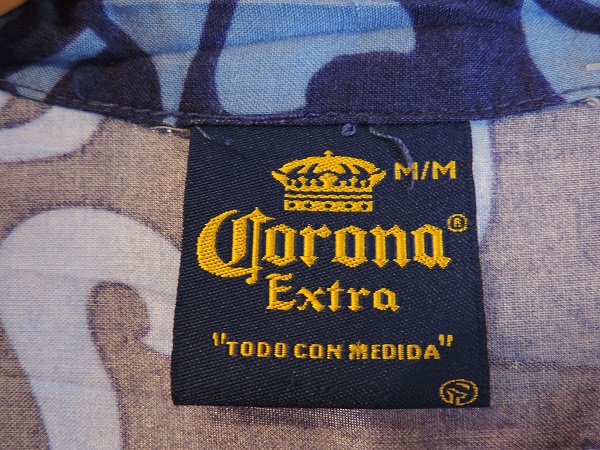 M/M
Corona®
Extra
"TODO CON MEDIDA"